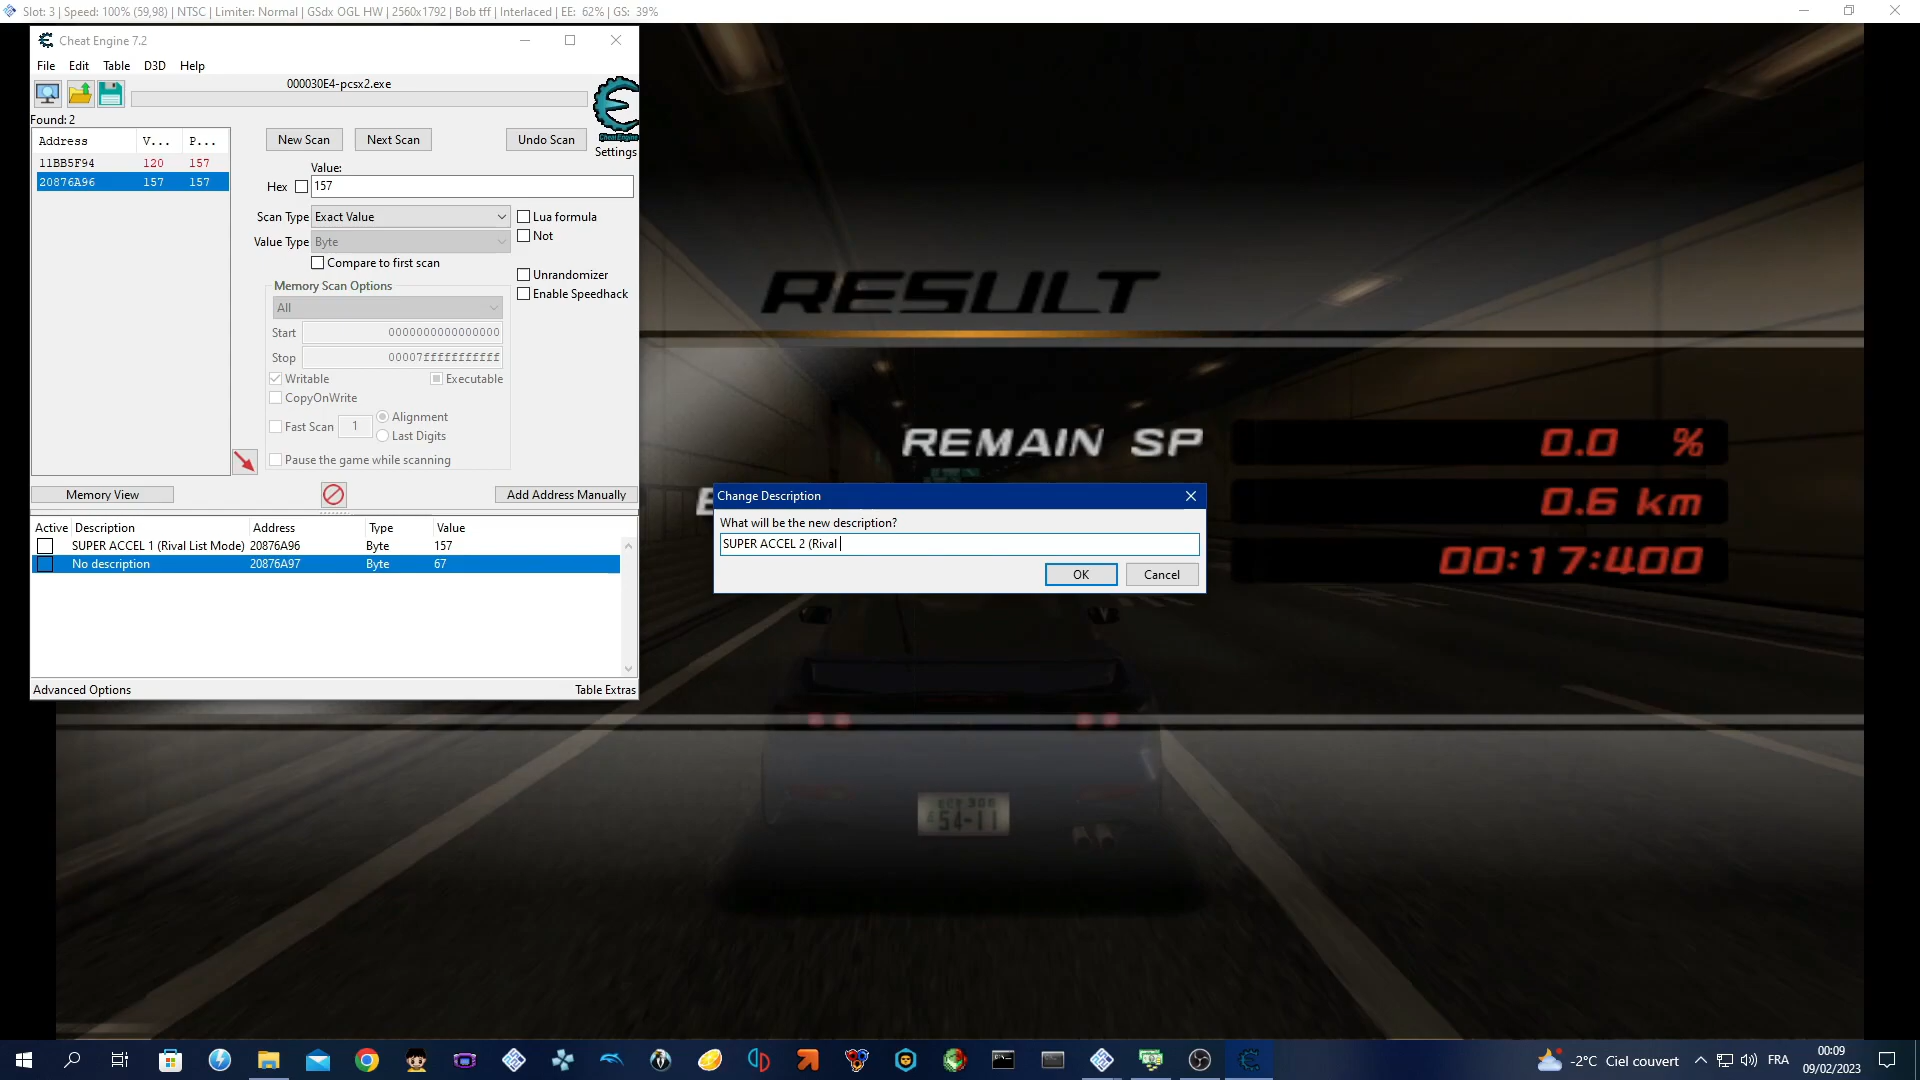 Slot: 3 | Speed: 100% (59,98) | NTSC | Limiter: Normal | GSdx OGL HW | 2560x1792 | Bob tff | Interlaced | EE: 62% | GS: 39%
Cheat Engine 7.2
File Edit Table D3D Help
000030E4-pcsx2.exe
Found: 2
Address V... P...
11BB5F94 120 157
20876A96 157 157
New Scan Next Scan Undo Scan
Cheat Engine
Settings
Value:
Hex 157
Scan Type Exact Value
Lua formula
Value Type Byte
Not
Compare to first scan
Memory Scan Options
Unrandomizer
All
Enable Speedhack
Start 0000000000000000
Stop 00007fffffffffff
Writable Executable
CopyOnWrite
Fast Scan 1 Alignment
Last Digits
Pause the game while scanning
Memory View Add Address Manually
Active Description Address Type Value
SUPER ACCEL 1 (Rival List Mode) 20876A96 Byte 157
No description 20876A97 Byte 67
Advanced Options Table Extras
RESULT
REMAIN SP 0.0 %
0.6 km
00:17:400
Change Description
What will be the new description?
SUPER ACCEL 2 (Rival
OK Cancel
54-11
-2°C Ciel couvert
FRA
00:09
09/02/2023